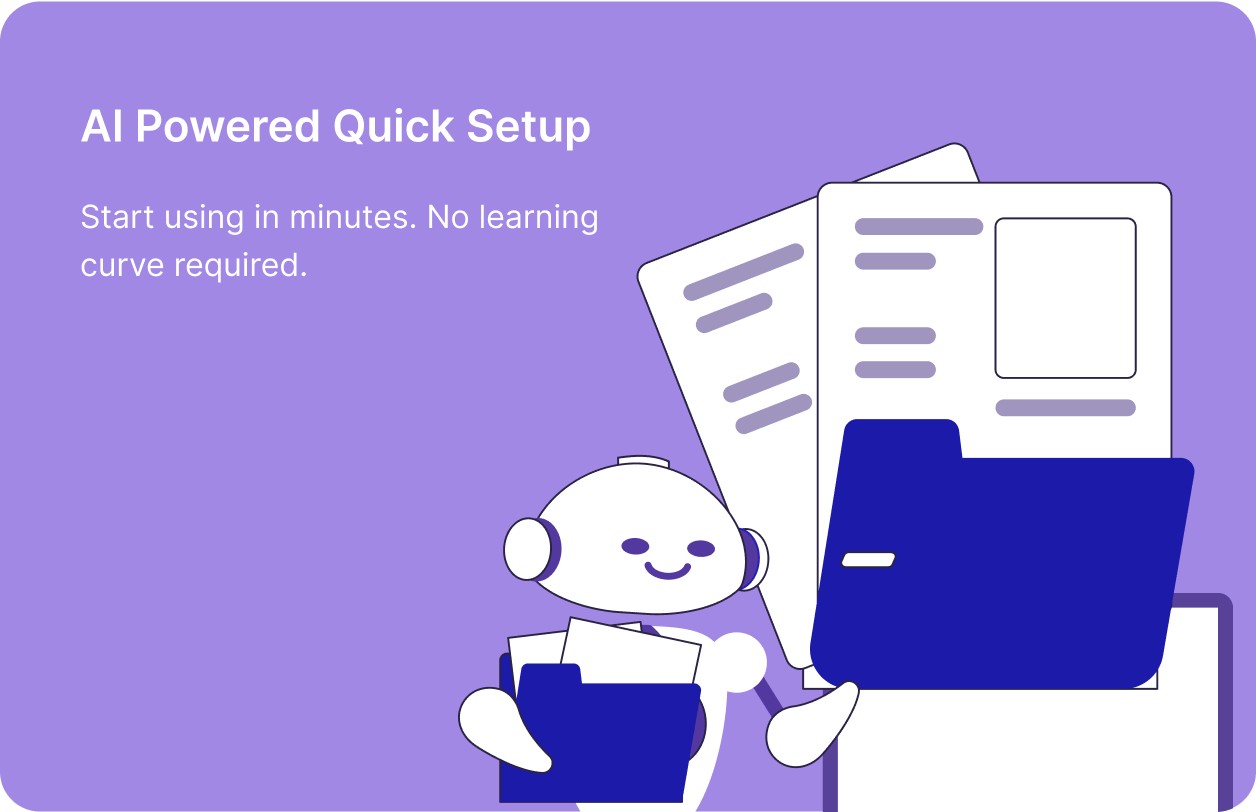 AI Powered Quick Setup
Start using in minutes. No learning
curve required.